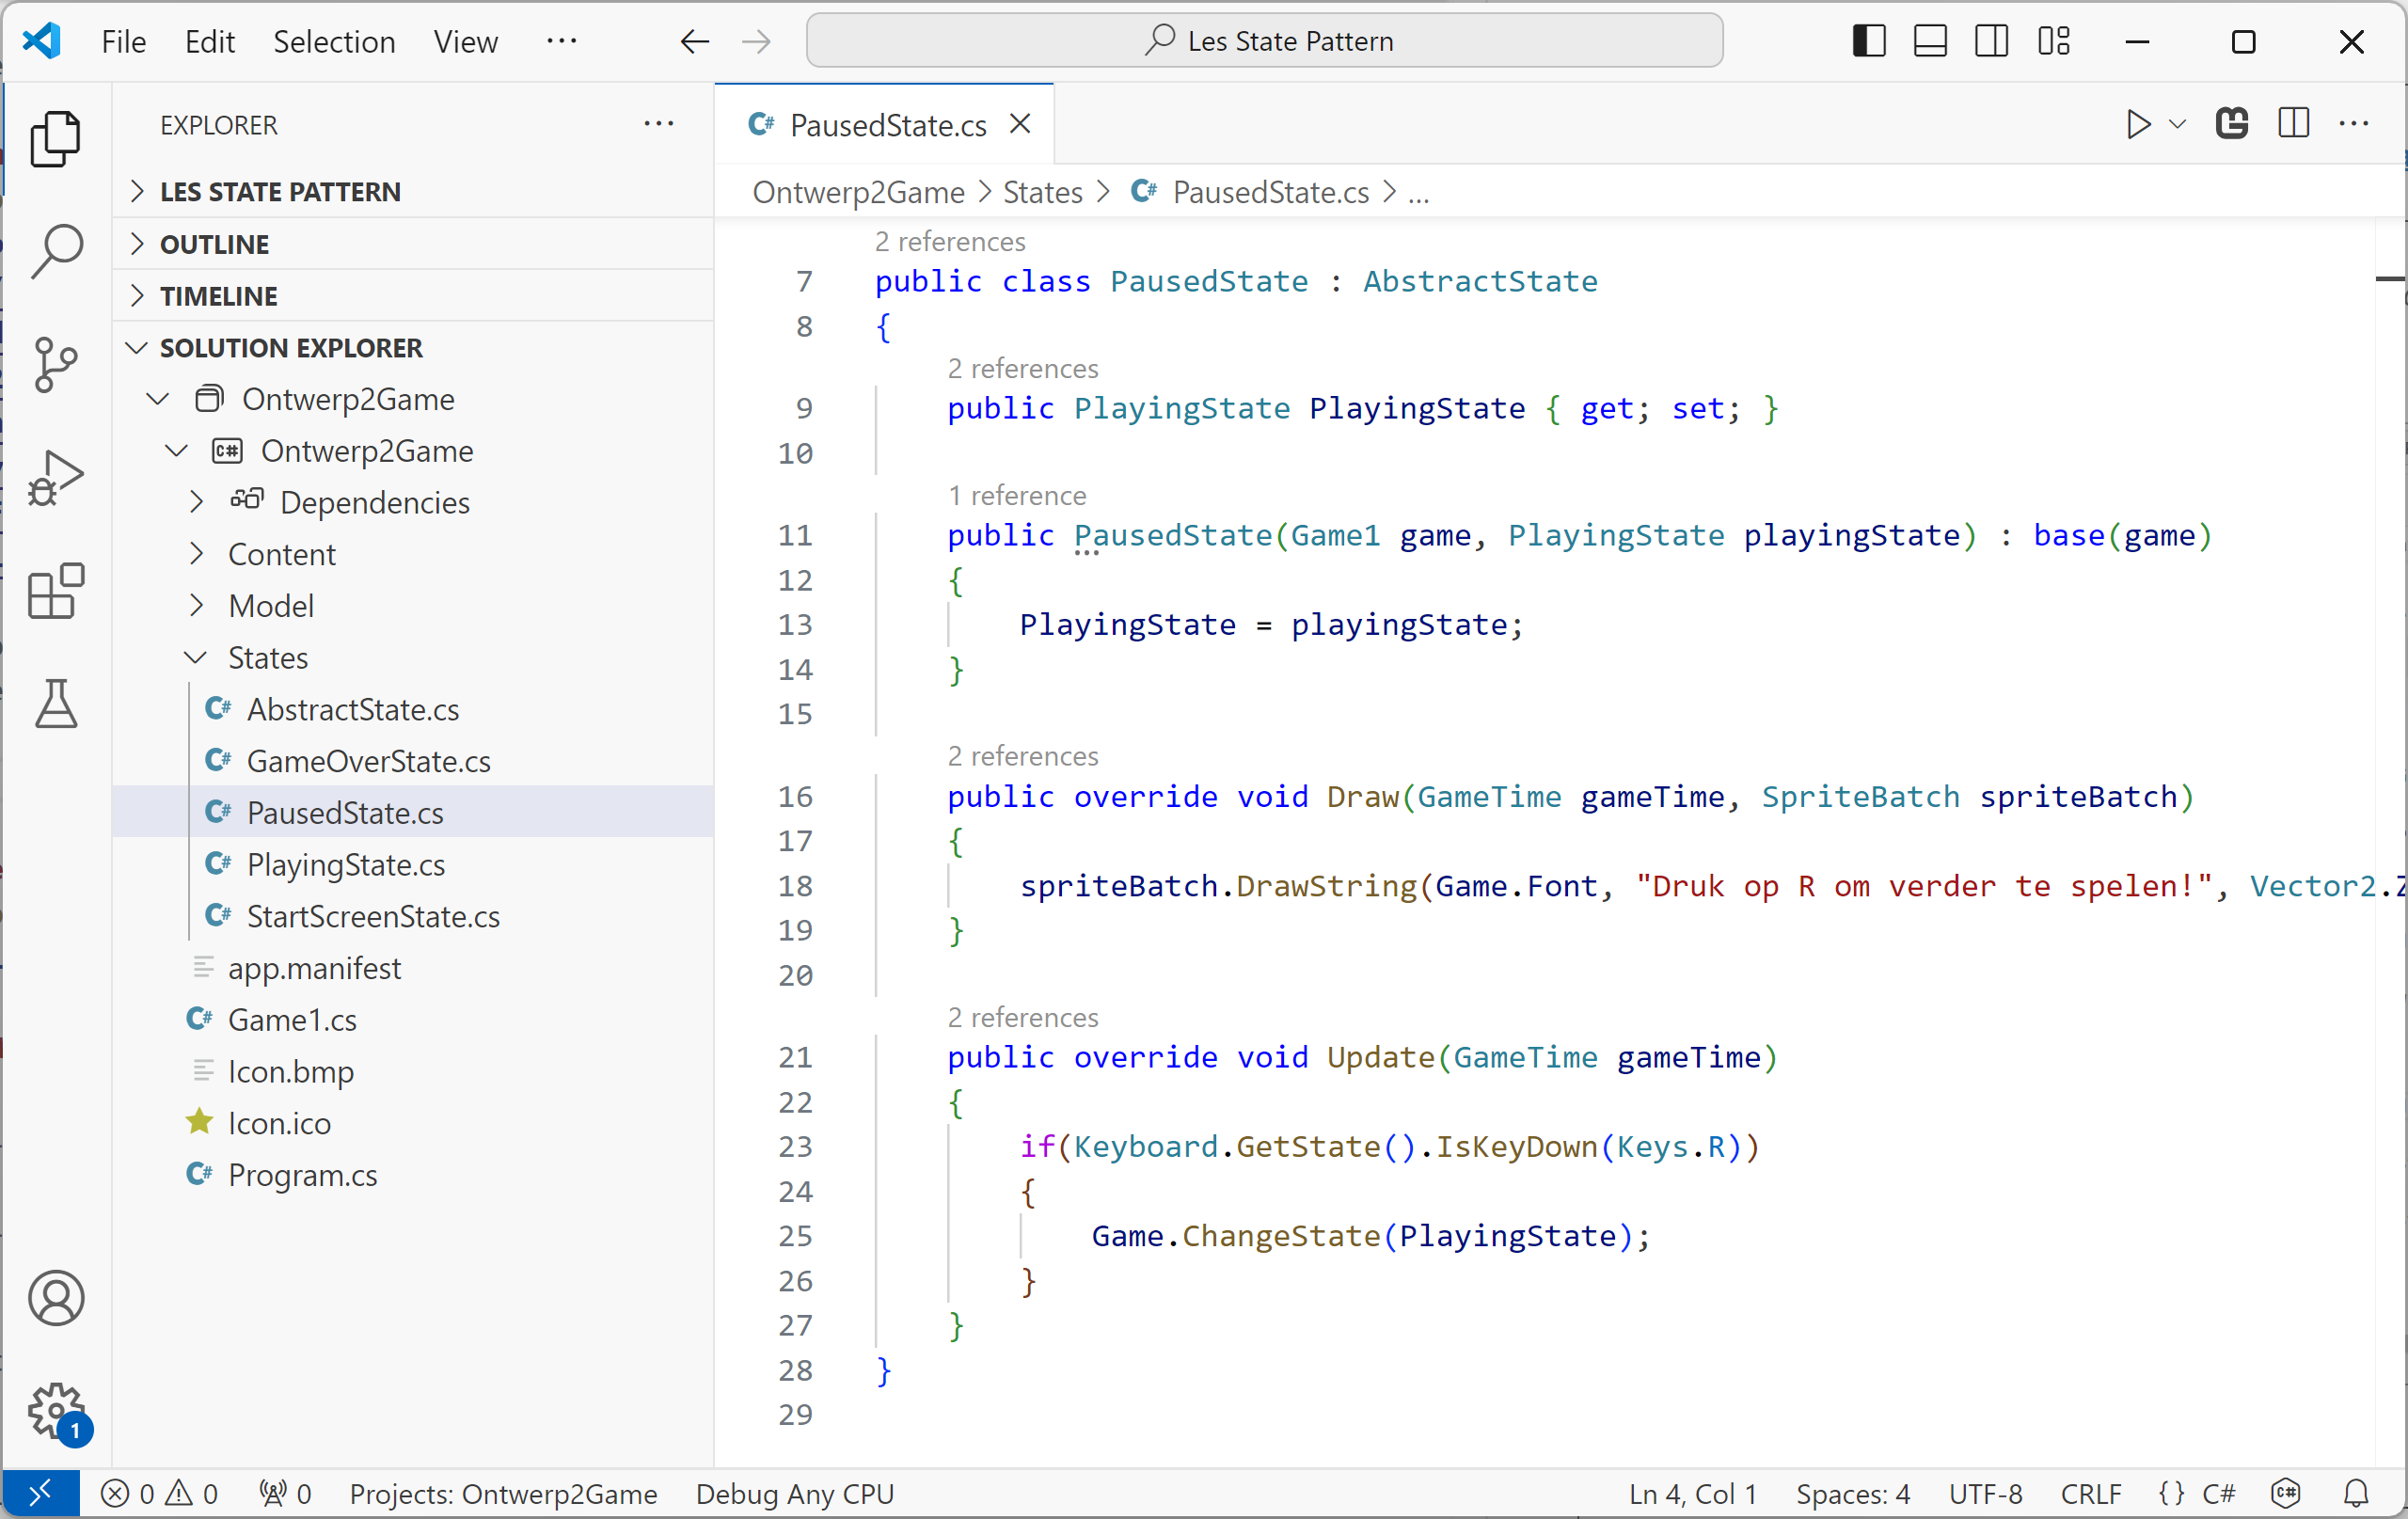 File Edit Selection View ··· Les State Pattern
EXPLORER
LES STATE PATTERN
OUTLINE
TIMELINE
SOLUTION EXPLORER
Ontwerp2Game
Ontwerp2Game
Dependencies
Content
Model
States
AbstractState.cs
GameOverState.cs
PausedState.cs
PlayingState.cs
StartScreenState.cs
app.manifest
Game1.cs
Icon.bmp
Icon.ico
Program.cs
PausedState.cs
Ontwerp2Game > States > PausedState.cs > ...
2 references
7 public class PausedState : AbstractState
8 {
2 references
9 public PlayingState PlayingState { get; set; }
10
1 reference
11 public PausedState(Game1 game, PlayingState playingState) : base(game)
12 {
13 PlayingState = playingState;
14 }
15
2 references
16 public override void Draw(GameTime gameTime, SpriteBatch spriteBatch)
17 {
18 spriteBatch.DrawString(Game.Font, "Druk op R om verder te spelen!", Vector2.Z
19 }
20
2 references
21 public override void Update(GameTime gameTime)
22 {
23 if(Keyboard.GetState().IsKeyDown(Keys.R))
24 {
25 Game.ChangeState(PlayingState);
26 }
27 }
28 }
29
1
0 0 0 Projects: Ontwerp2Game Debug Any CPU Ln 4, Col 1 Spaces: 4 UTF-8 CRLF {} C#